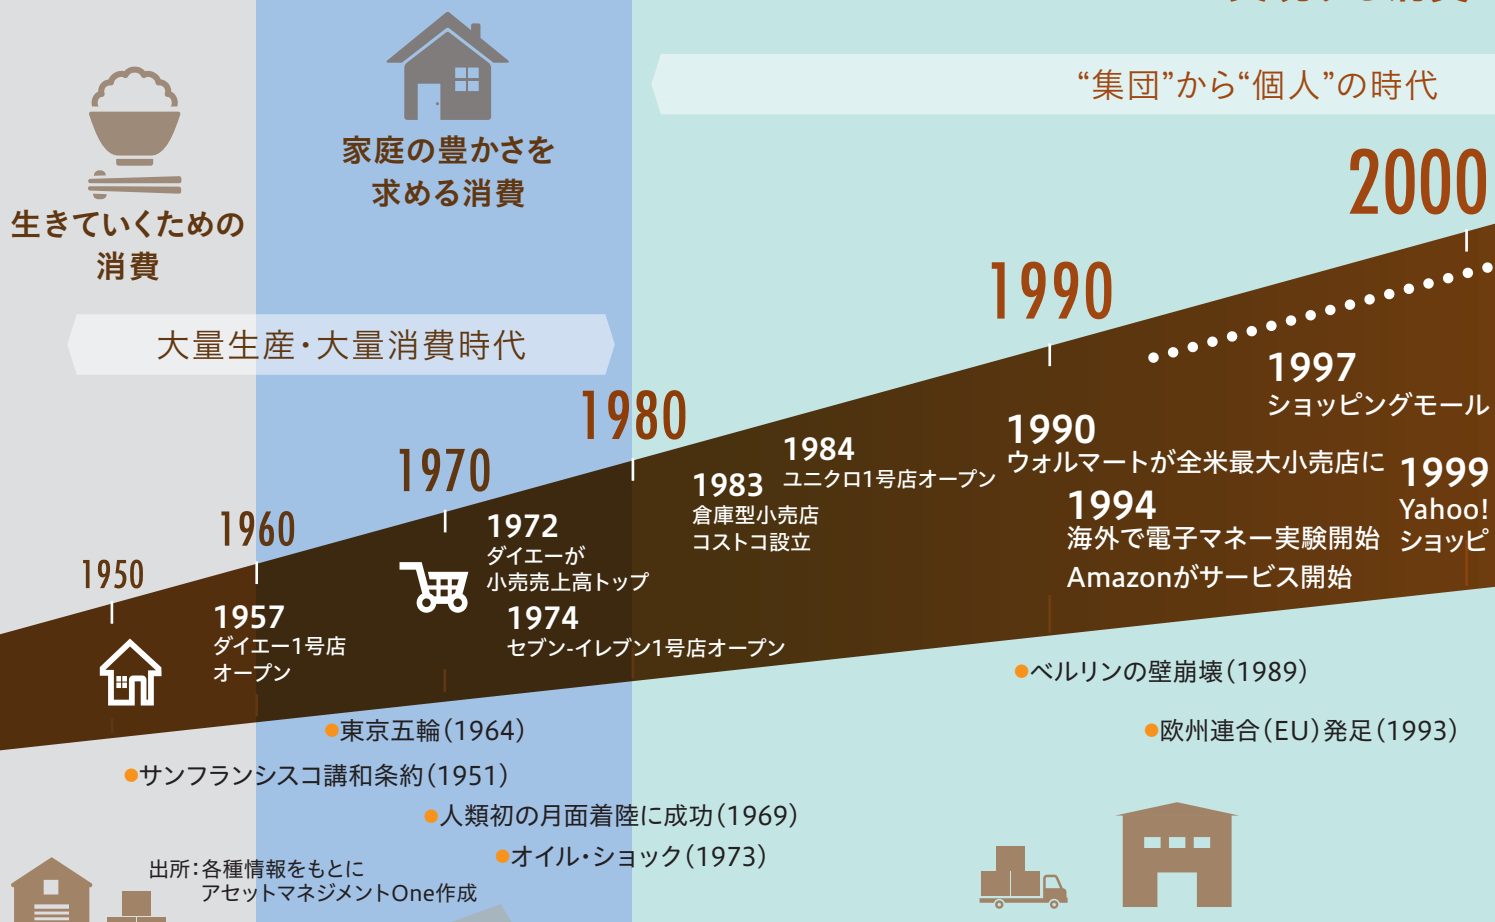 “集団”から“個人”の時代
家庭の豊かさを
求める消費
生きていくための
消費
大量生産・大量消費時代
1950
1960
1970
1980
1990
2000
1957
ダイエー1号店
オープン
1972
ダイエーが
小売売上高トップ
1974
セブン-イレブン1号店オープン
1983
倉庫型小売店
コストコ設立
1984
ユニクロ1号店オープン
1990
ウォルマートが全米最大小売店に
1994
海外で電子マネー実験開始
Amazonがサービス開始
1997
ショッピングモール
1999
Yahoo!
ショッピ
●ベルリンの壁崩壊（1989）
●欧州連合（EU）発足（1993）
●東京五輪（1964）
●サンフランシスコ講和条約（1951）
●人類初の月面着陸に成功（1969）
●オイル・ショック（1973）
出所：各種情報をもとに
アセットマネジメントOne作成